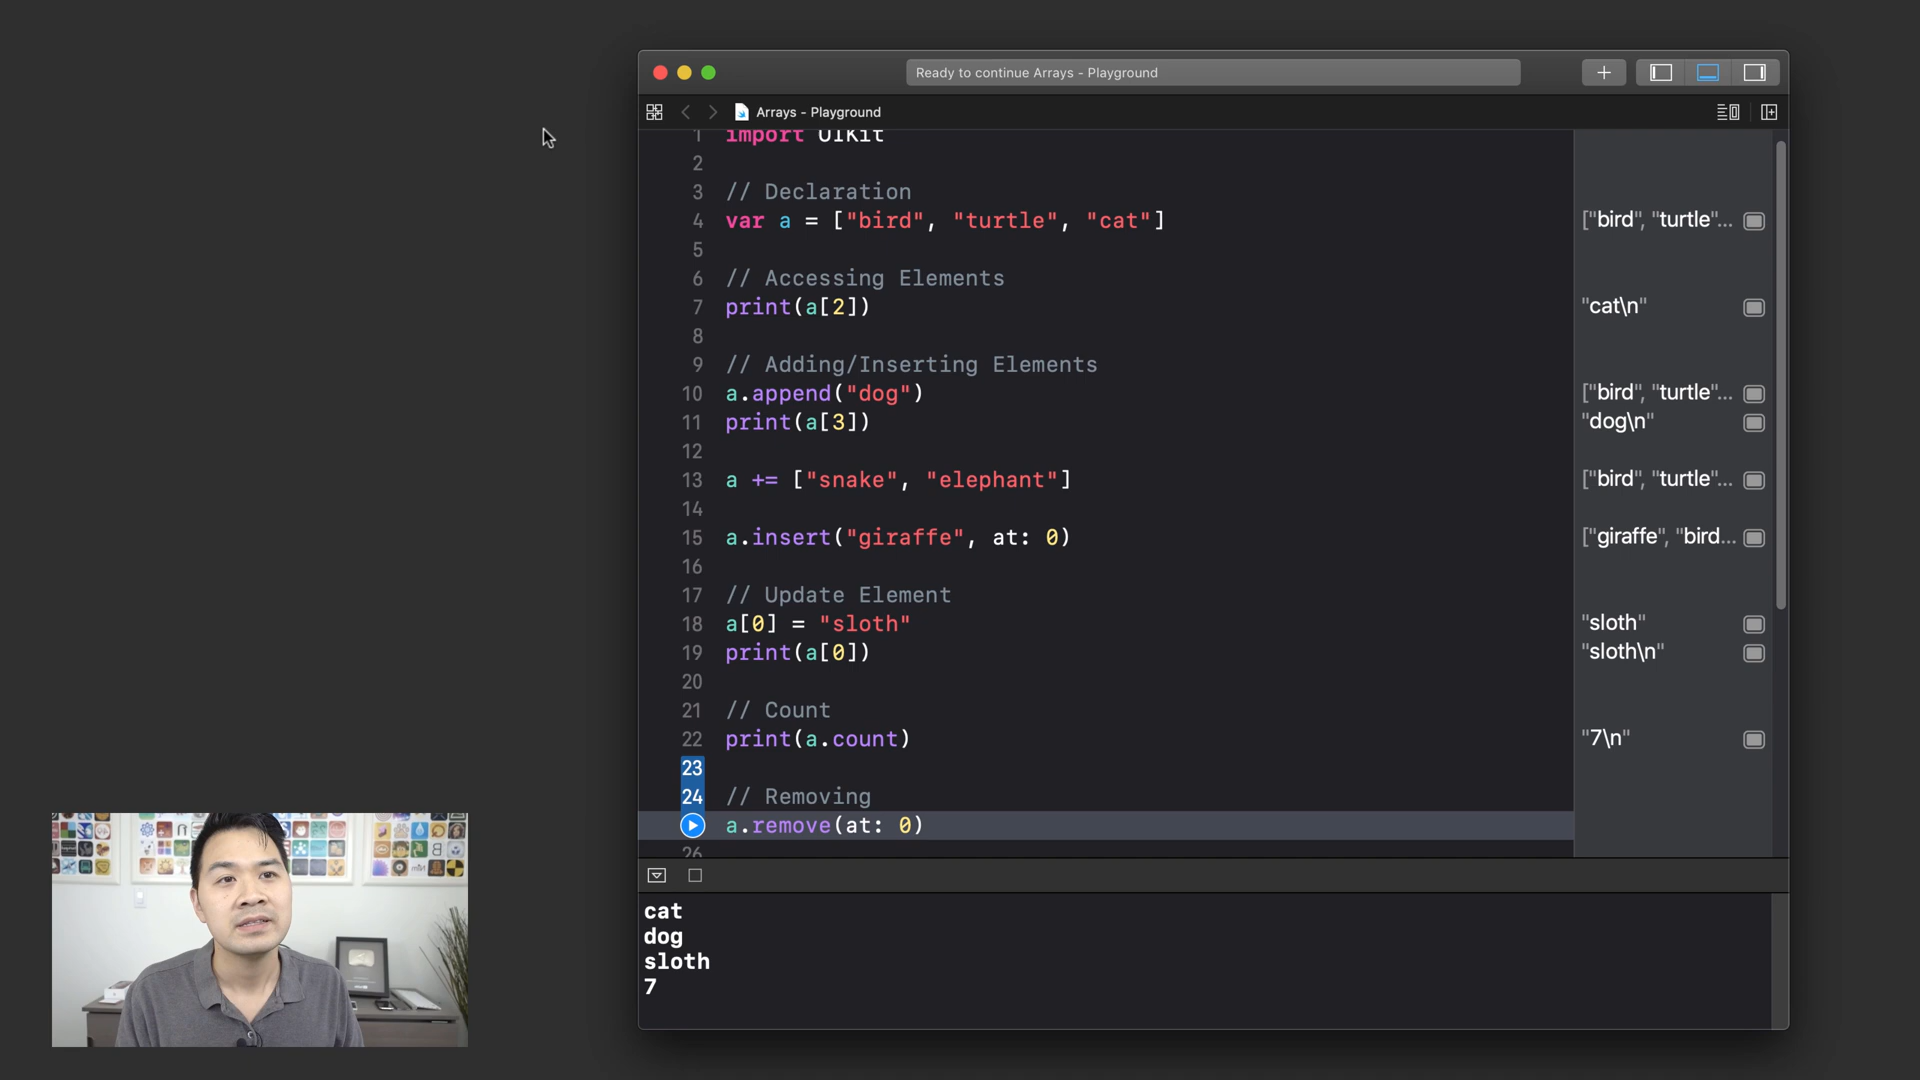 Ready to continue Arrays - Playground
Arrays - Playground
1 import UIKit
2
3 // Declaration
4 var a = ["bird", "turtle", "cat"] ["bird", "turtle"...
5
6 // Accessing Elements
7 print(a[2]) "cat\n"
8
9 // Adding/Inserting Elements
10 a.append("dog") ["bird", "turtle"...
11 print(a[3]) "dog\n"
12
13 a += ["snake", "elephant"] ["bird", "turtle"...
14
15 a.insert("giraffe", at: 0) ["giraffe", "bird...
16
17 // Update Element
18 a[0] = "sloth" "sloth"
19 print(a[0]) "sloth\n"
20
21 // Count
22 print(a.count) "7\n"
23
24 // Removing
a.remove(at: 0)
26
cat
dog
sloth
7